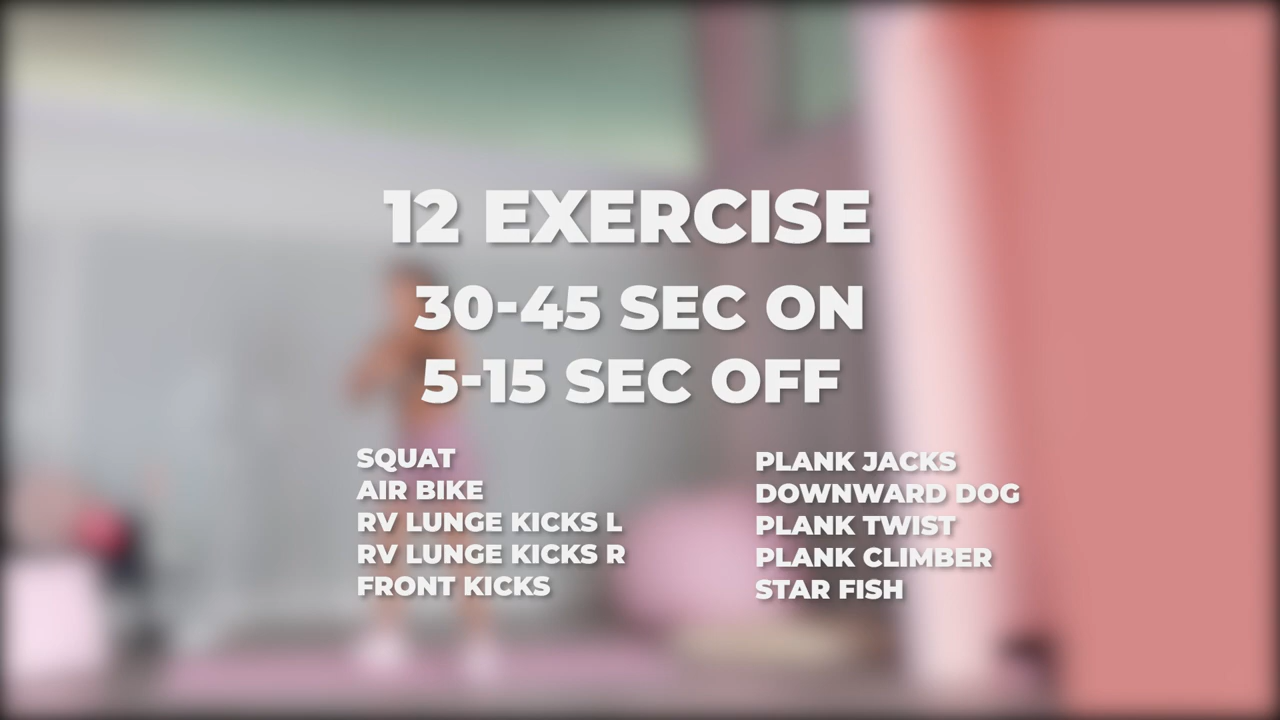 12 EXERCISE
30-45 SEC ON
5-15 SEC OFF
SQUAT
AIR BIKE
RV LUNGE KICKS L
RV LUNGE KICKS R
FRONT KICKS
PLANK JACKS
DOWNWARD DOG
PLANK TWIST
PLANK CLIMBER
STAR FISH